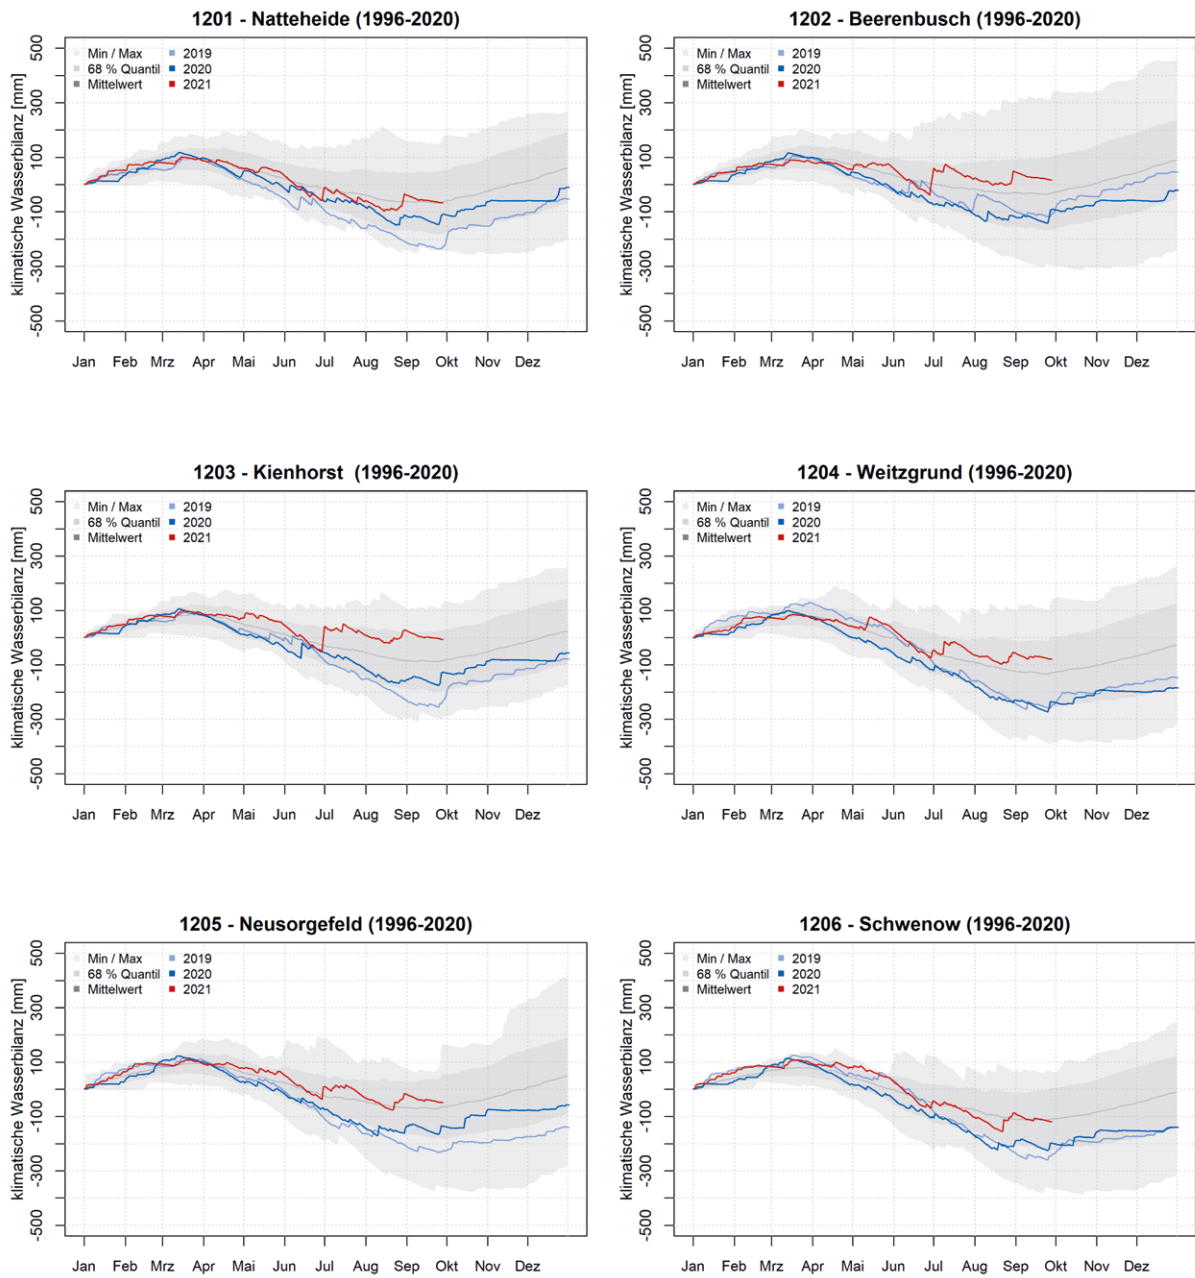 1201 - Natteheide (1996-2020)
klimatische Wasserbilanz [mm]
500
300
100
-100
-300
-500
Min / Max
68 % Quantil
Mittelwert
2019
2020
2021
Jan Feb Mrz Apr Mai Jun Jul Aug Sep Okt Nov Dez
1202 - Beerenbusch (1996-2020)
klimatische Wasserbilanz [mm]
500
300
100
-100
-300
-500
Min / Max
68 % Quantil
Mittelwert
2019
2020
2021
Jan Feb Mrz Apr Mai Jun Jul Aug Sep Okt Nov Dez
1203 - Kienhorst (1996-2020)
klimatische Wasserbilanz [mm]
500
300
100
-100
-300
-500
Min / Max
68 % Quantil
Mittelwert
2019
2020
2021
Jan Feb Mrz Apr Mai Jun Jul Aug Sep Okt Nov Dez
1204 - Weitzgrund (1996-2020)
klimatische Wasserbilanz [mm]
500
300
100
-100
-300
-500
Min / Max
68 % Quantil
Mittelwert
2019
2020
2021
Jan Feb Mrz Apr Mai Jun Jul Aug Sep Okt Nov Dez
1205 - Neusorgefeld (1996-2020)
klimatische Wasserbilanz [mm]
500
300
100
-100
-300
-500
Min / Max
68 % Quantil
Mittelwert
2019
2020
2021
Jan Feb Mrz Apr Mai Jun Jul Aug Sep Okt Nov Dez
1206 - Schwenow (1996-2020)
klimatische Wasserbilanz [mm]
500
300
100
-100
-300
-500
Min / Max
68 % Quantil
Mittelwert
2019
2020
2021
Jan Feb Mrz Apr Mai Jun Jul Aug Sep Okt Nov Dez